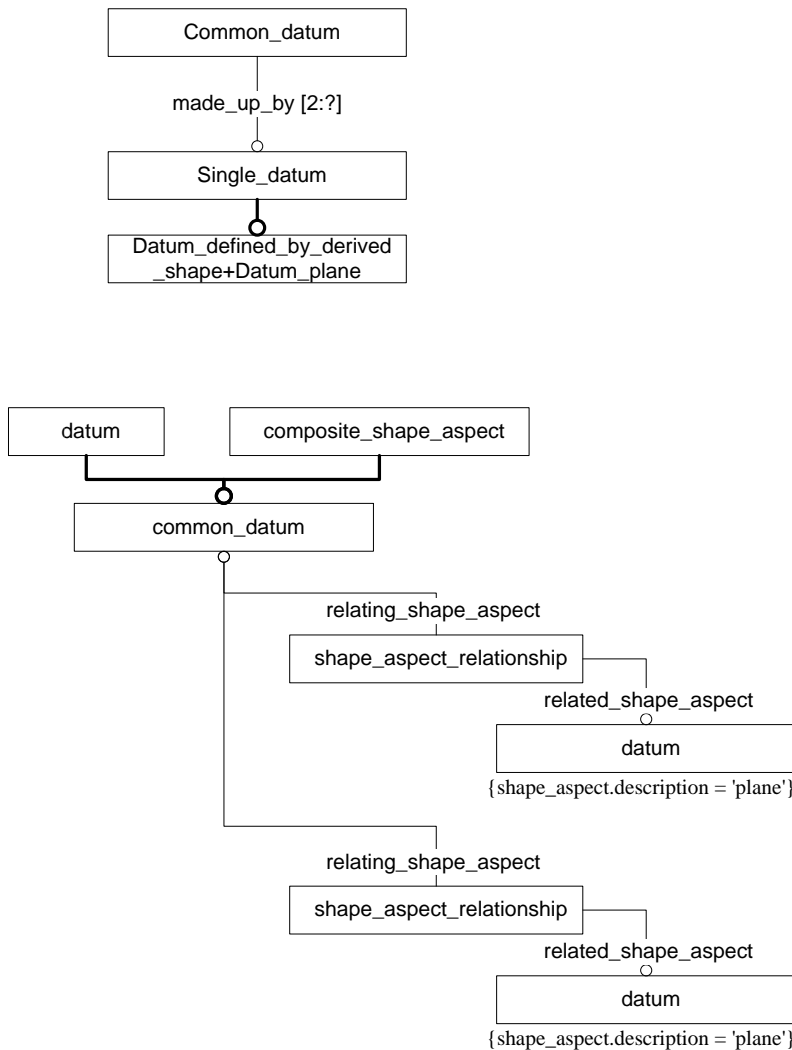 Common_datum
made_up_by [2:?]
Single_datum
Datum_defined_by_derived
_shape+Datum_plane
datum
composite_shape_aspect
common_datum
relating_shape_aspect
shape_aspect_relationship
related_shape_aspect
datum
{shape_aspect.description = 'plane'}
relating_shape_aspect
shape_aspect_relationship
related_shape_aspect
datum
{shape_aspect.description = 'plane'}